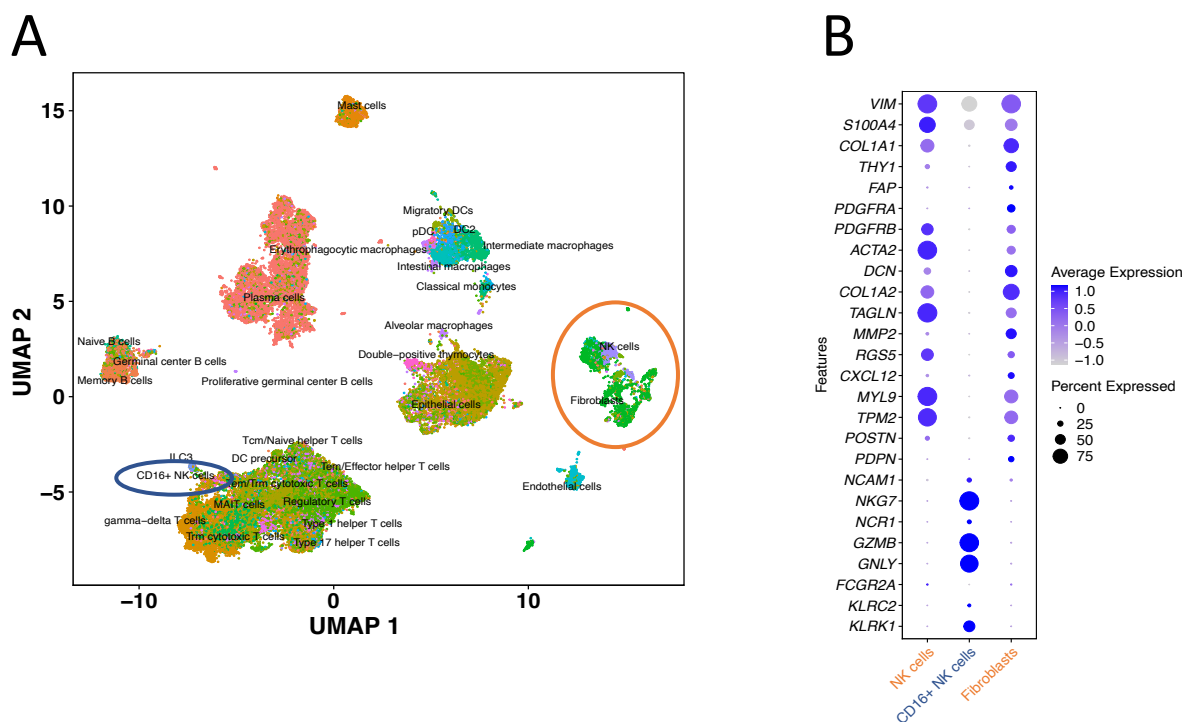 A
B
UMAP 2
15
10
5
0
−5
−10
0
10
UMAP 1
Mast cells
Migratory DCs
pDC
DC2
Erythrophagocytic macrophages
Intermediate macrophages
Intestinal macrophages
Classical monocytes
Plasma cells
Alveolar macrophages
Naive B cells
NK cells
Double−positive thymocytes
Germinal center B cells
Memory B cells
Proliferative germinal center B cells
Epithelial cells
Fibroblasts
Tcm/Naive helper T cells
ILC3
DC precursor
Tem/Effector helper T cells
CD16+ NK cells
Tem/Trm cytotoxic T cells
Endothelial cells
MAIT cells
Regulatory T cells
gamma−delta T cells
Type 1 helper T cells
Trm cytotoxic T cells
Type 17 helper T cells
Features
VIM
S100A4
COL1A1
THY1
FAP
PDGFRA
PDGFRB
ACTA2
DCN
COL1A2
TAGLN
MMP2
RGS5
CXCL12
MYL9
TPM2
POSTN
PDPN
NCAM1
NKG7
NCR1
GZMB
GNLY
FCGR2A
KLRC2
KLRK1
NK cells
CD16+ NK cells
Fibroblasts
Average Expression
1.0
0.5
0.0
−0.5
−1.0
Percent Expressed
0
25
50
75